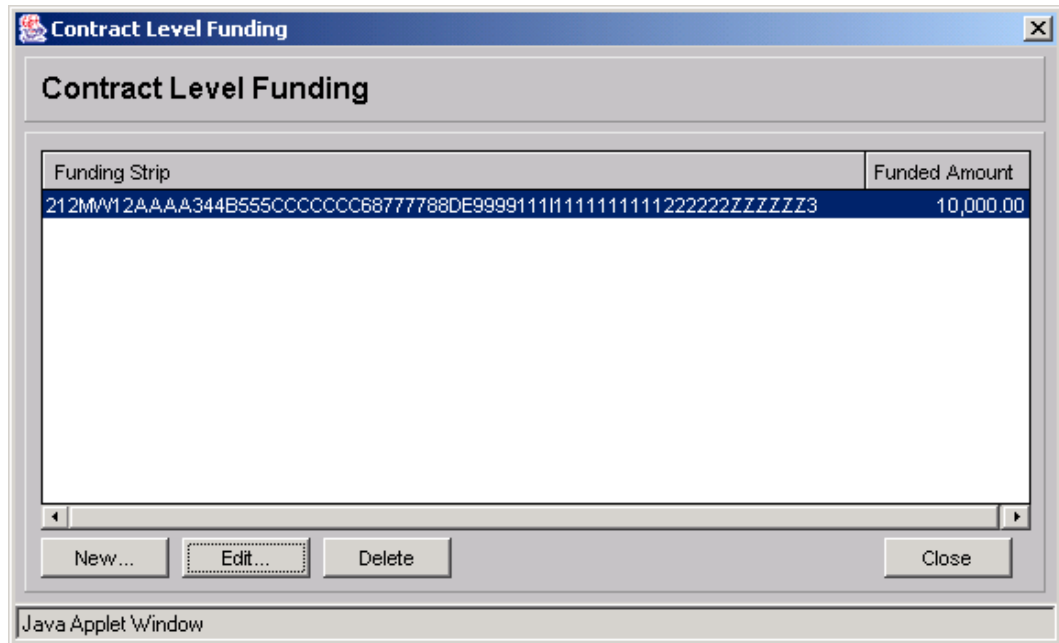 Contract Level Funding
Contract Level Funding
Funding Strip Funded Amount
212MW12AAAA344B555CCCCCCC68777788DE9999111I1111111111222222ZZZZZZ3 10,000.00
New... Edit... Delete Close
Java Applet Window